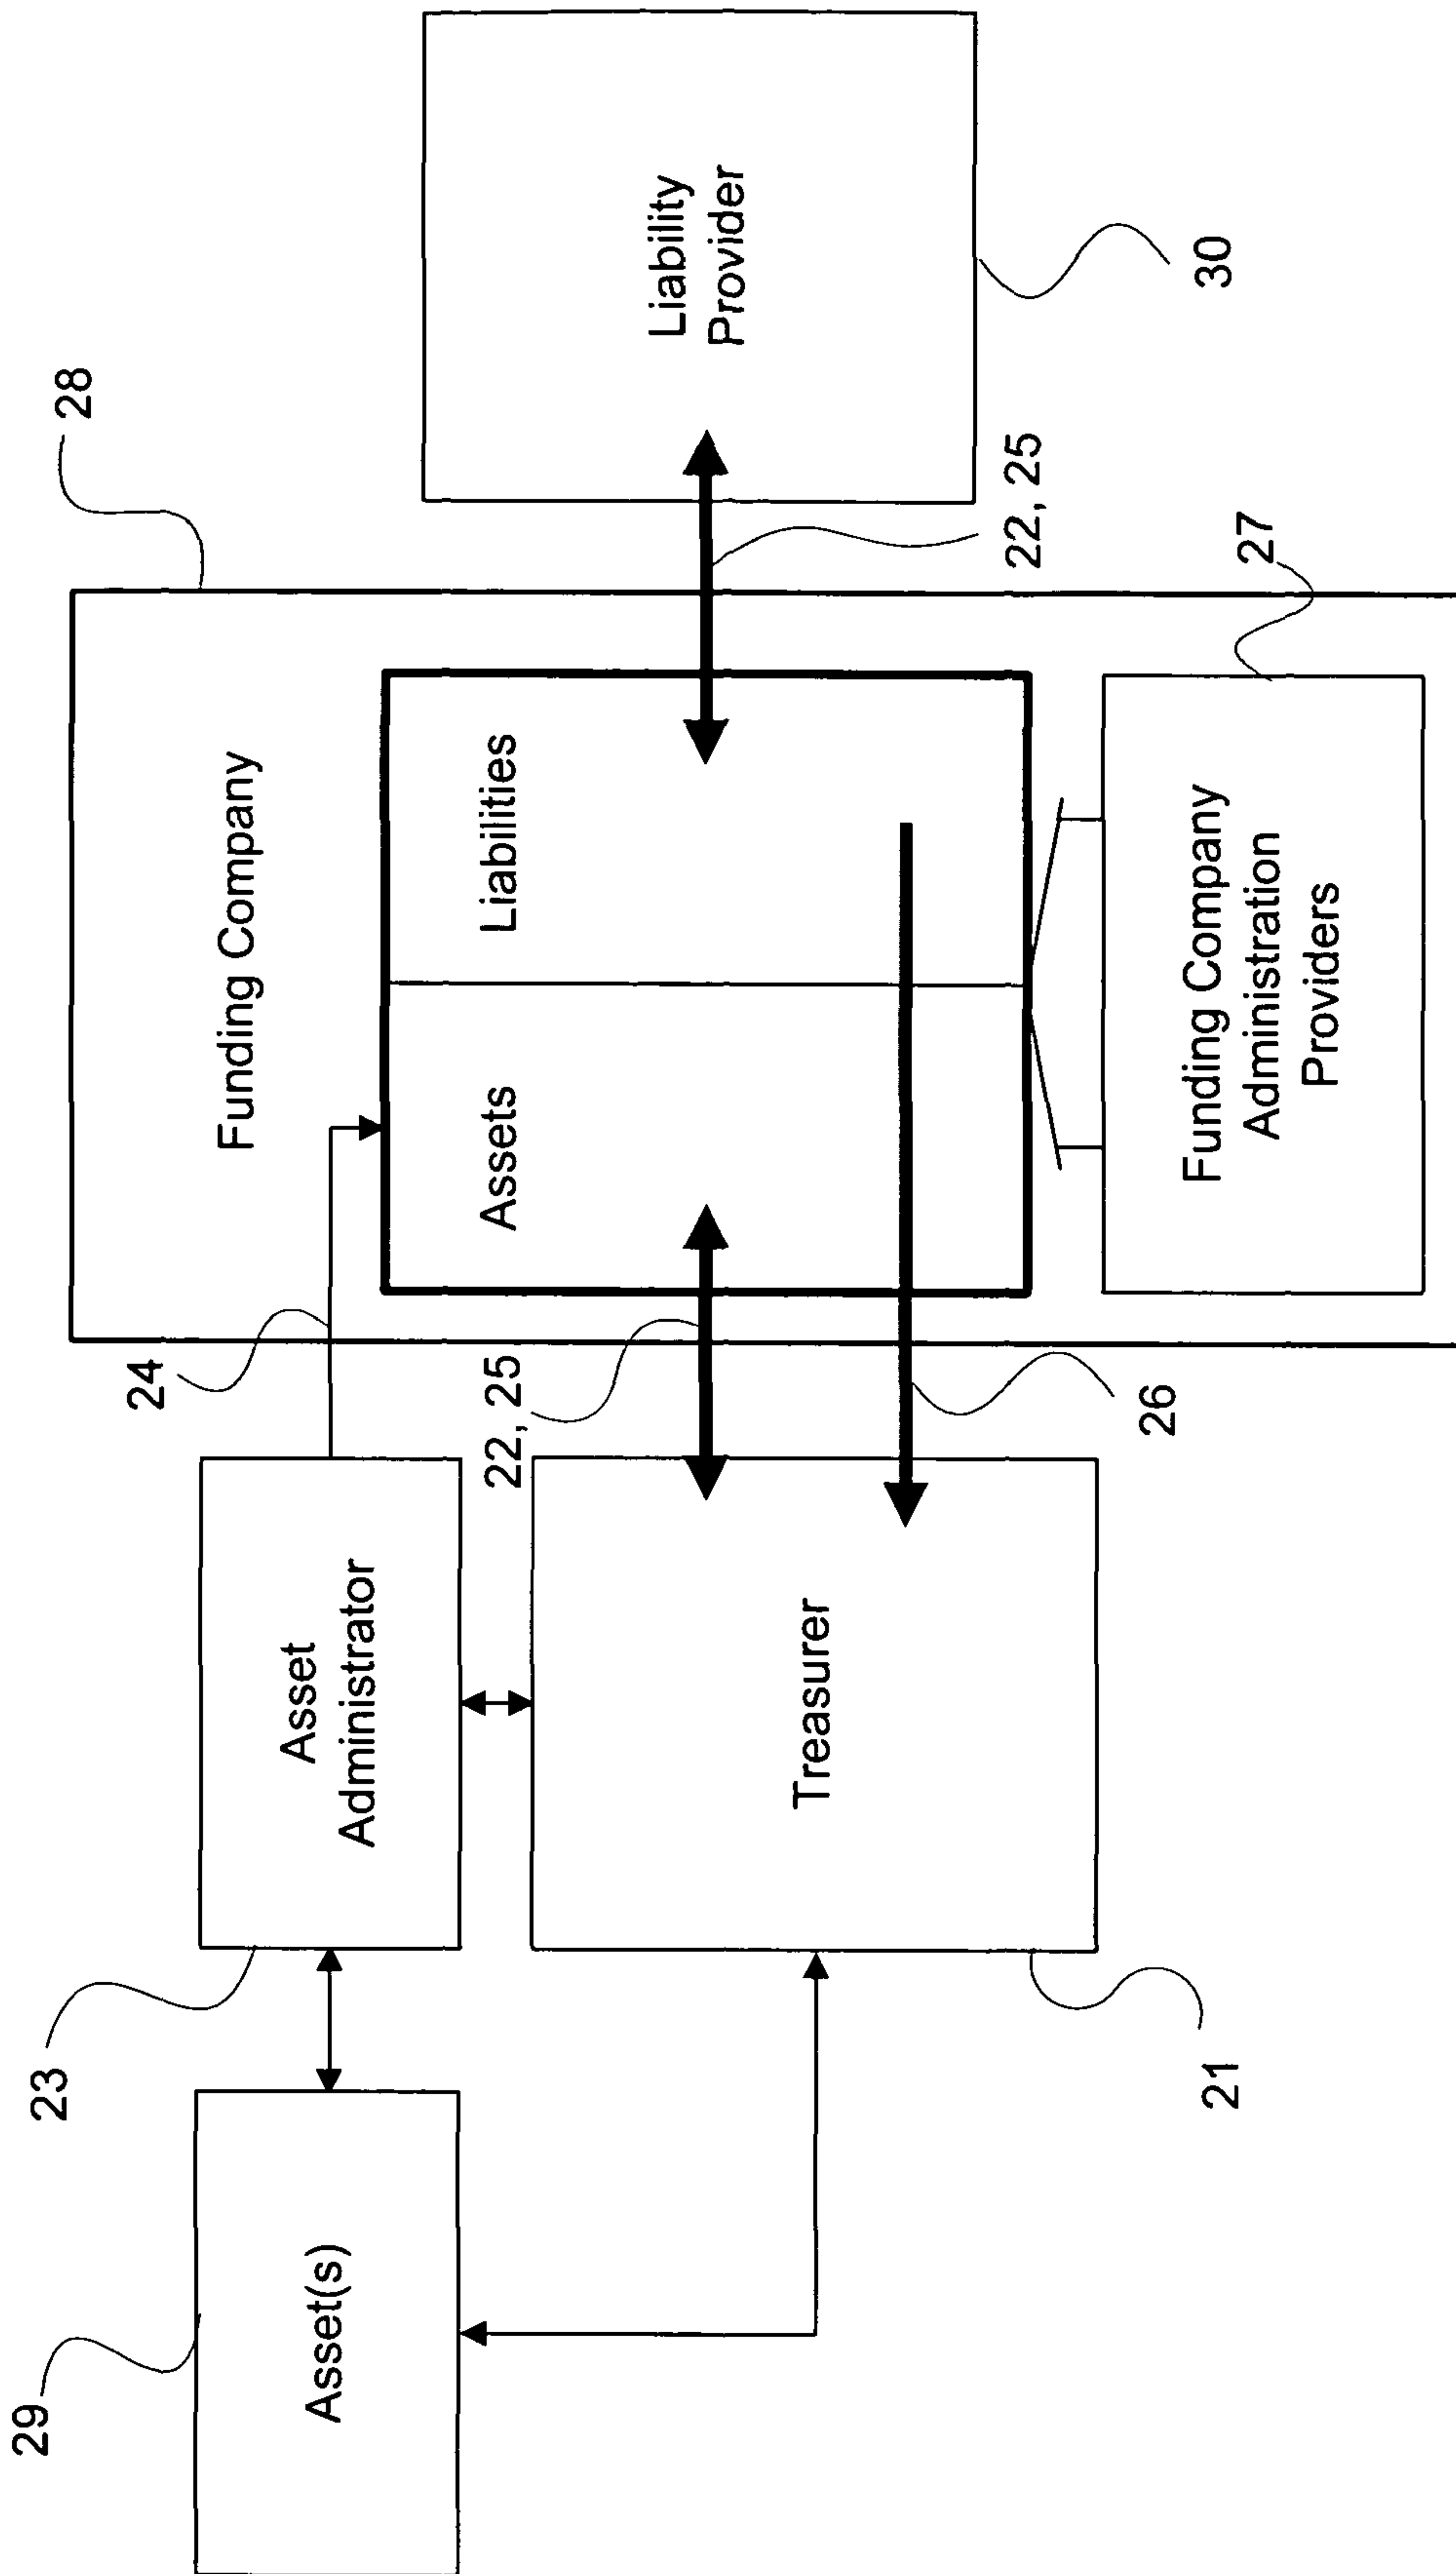 29
Asset(s)
23
Asset
Administrator
24
Funding Company
28
22, 25
Assets
Liabilities
Liability
Provider
Treasurer
22, 25
26
21
Funding Company
Administration
Providers
27
30